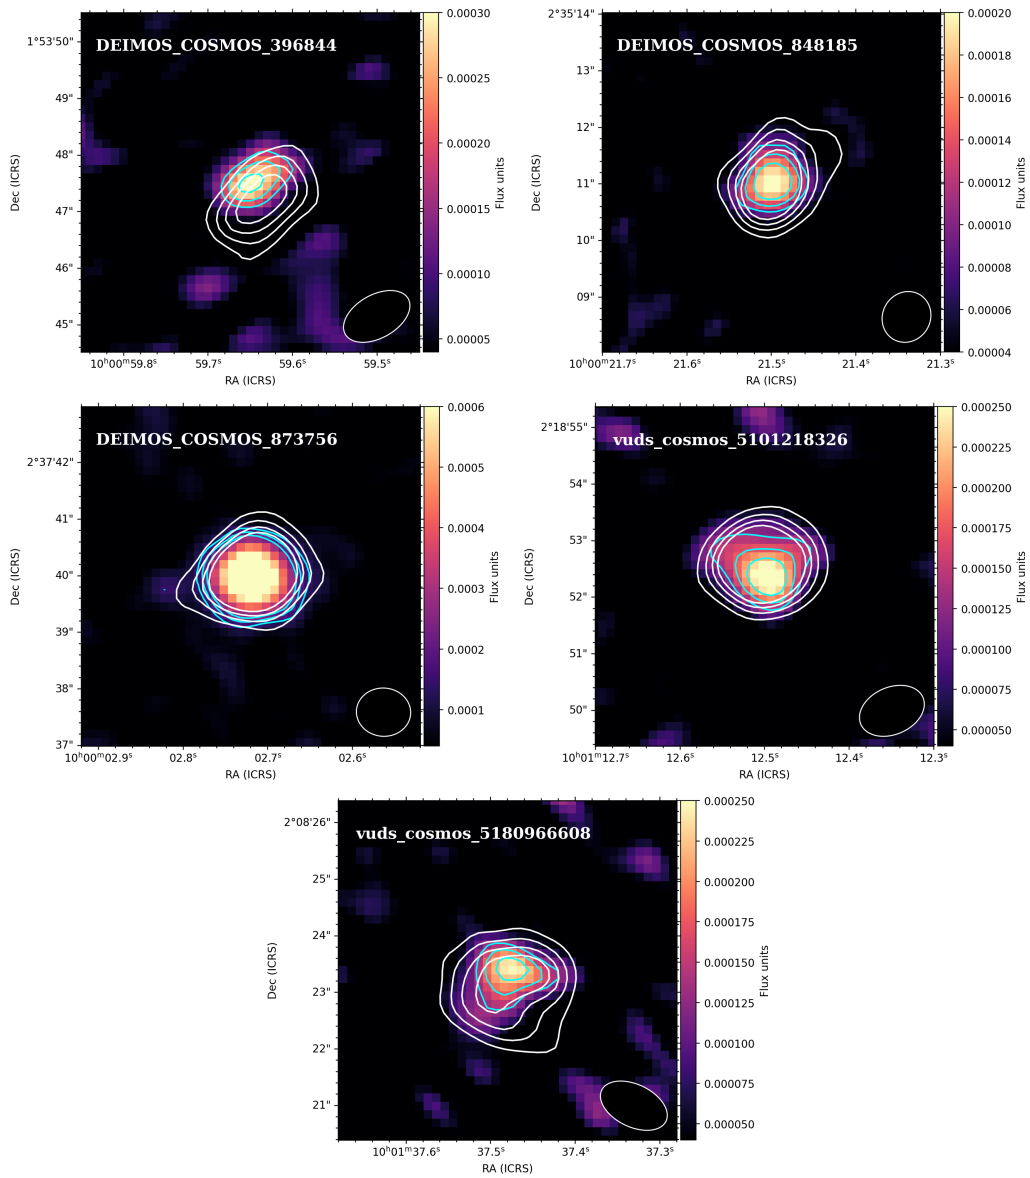 DEIMOS_COSMOS_396844
1°53'50"
49"
48"
47"
46"
45"
Dec (ICRS)
10ʰ00ᵐ59.8ˢ
59.7ˢ
59.6ˢ
59.5ˢ
RA (ICRS)
0.00030
0.00025
0.00020
0.00015
0.00010
0.00005
Flux units
DEIMOS_COSMOS_848185
2°35'14"
13"
12"
11"
10"
09"
Dec (ICRS)
10ʰ00ᵐ21.7ˢ
21.6ˢ
21.5ˢ
21.4ˢ
21.3ˢ
RA (ICRS)
0.00020
0.00018
0.00016
0.00014
0.00012
0.00010
0.00008
0.00006
0.00004
Flux units
DEIMOS_COSMOS_873756
2°37'42"
41"
40"
39"
38"
37"
Dec (ICRS)
10ʰ00ᵐ02.9ˢ
02.8ˢ
02.7ˢ
02.6ˢ
RA (ICRS)
0.0006
0.0005
0.0004
0.0003
0.0002
0.0001
Flux units
vuds_cosmos_5101218326
2°18'55"
54"
53"
52"
51"
50"
Dec (ICRS)
10ʰ01ᵐ12.7ˢ
12.6ˢ
12.5ˢ
12.4ˢ
12.3ˢ
RA (ICRS)
0.000250
0.000225
0.000200
0.000175
0.000150
0.000125
0.000100
0.000075
0.000050
Flux units
vuds_cosmos_5180966608
2°08'26"
25"
24"
23"
22"
21"
Dec (ICRS)
10ʰ01ᵐ37.6ˢ
37.5ˢ
37.4ˢ
37.3ˢ
RA (ICRS)
0.000250
0.000225
0.000200
0.000175
0.000150
0.000125
0.000100
0.000075
0.000050
Flux units